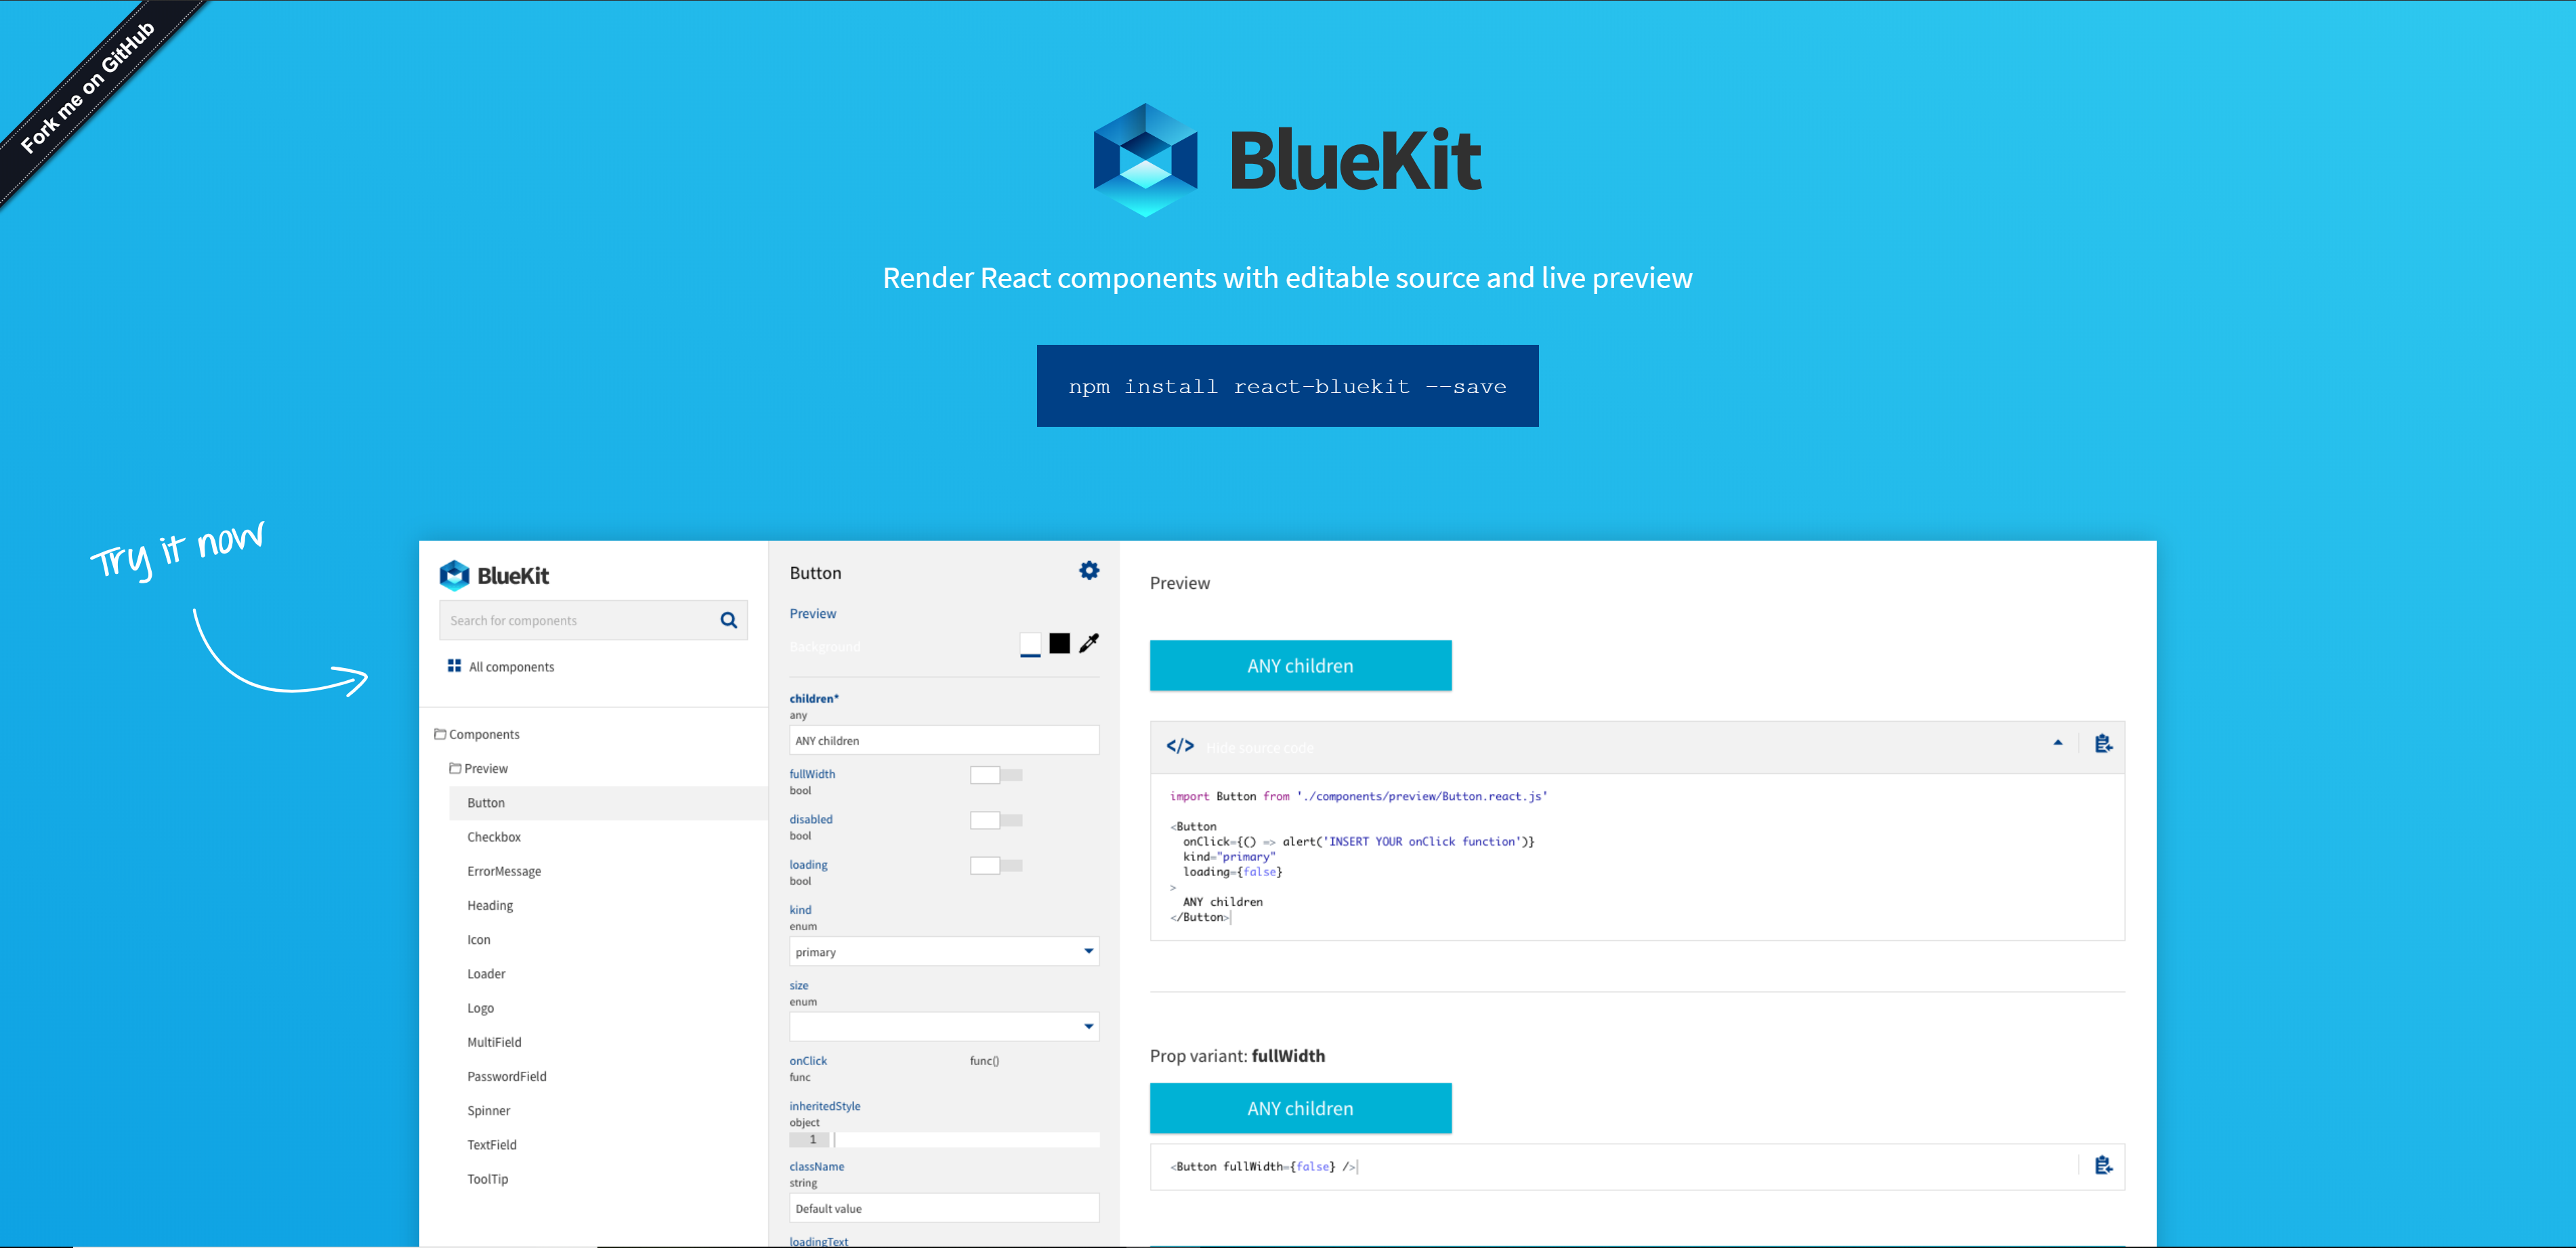 Fork me on GitHub
BlueKit
Render React components with editable source and live preview
npm install react-bluekit --save
Try it now
BlueKit
Search for components
All components
Components
Preview
Button
Checkbox
ErrorMessage
Heading
Icon
Loader
Logo
MultiField
PasswordField
Spinner
TextField
ToolTip
Button
Preview
Background
children*
any
ANY children
fullWidth
bool
disabled
bool
loading
bool
kind
enum
primary
size
enum
onClick func()
func
inheritedStyle
object
1
className
string
Default value
loadingText
Preview
ANY children
</> Hide source code
import Button from './components/preview/Button.react.js'
<Button
onClick={() => alert('INSERT YOUR onClick function')}
kind="primary"
loading={false}
>
ANY children
</Button>
Prop variant: fullWidth
ANY children
<Button fullWidth={false} />